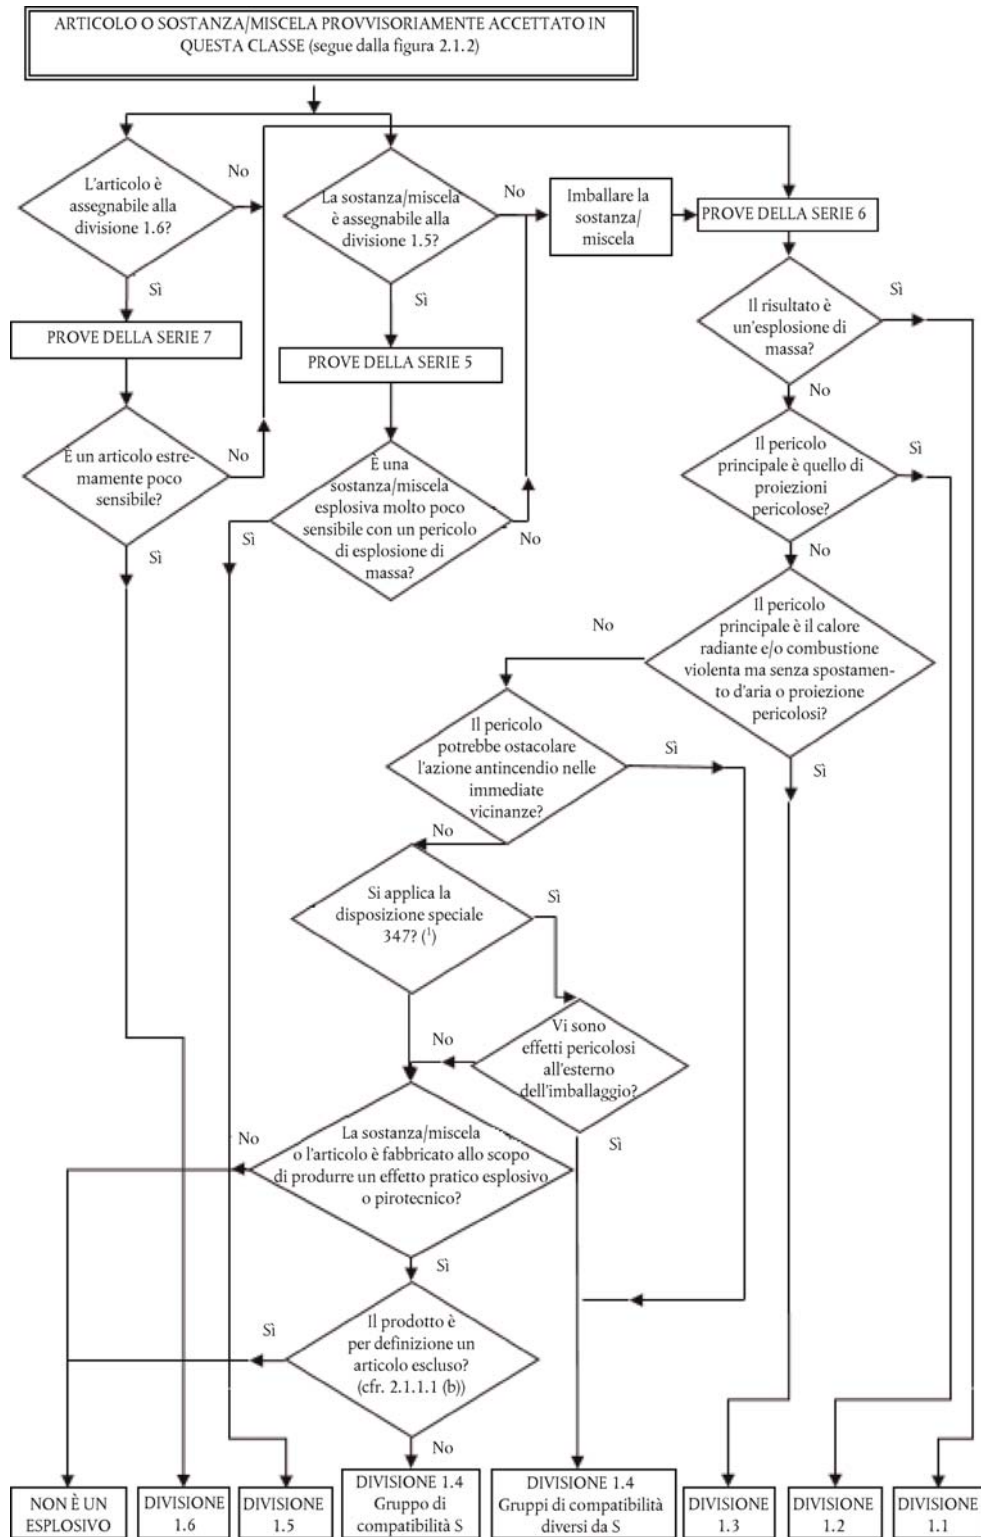 ARTICOLO O SOSTANZA/MISCELA PROVVISORIAMENTE ACCETTATO IN
QUESTA CLASSE (segue dalla figura 2.1.2)
L'articolo è
assegnabile alla
divisione 1.6?
No
Sì
La sostanza/miscela
è assegnabile alla
divisione 1.5?
No
Sì
Imballare la
sostanza/
miscela
PROVE DELLA SERIE 6
PROVE DELLA SERIE 7
PROVE DELLA SERIE 5
Il risultato è
un'esplosione di
massa?
Sì
No
È un articolo estre-
mamente poco
sensibile?
No
Sì
È una
sostanza/miscela
esplosiva molto poco
sensibile con un pericolo
di esplosione di
massa?
Sì
No
Il pericolo
principale è quello di
proiezioni
pericolose?
Sì
No
Il pericolo
principale è il calore
radiante e/o combustione
violenta ma senza spostamen-
to d'aria o proiezione
pericolosi?
No
Sì
Il pericolo
potrebbe ostacolare
l'azione antincendio nelle
immediate
vicinanze?
Sì
No
Si applica la
disposizione speciale
347? (¹)
Sì
Vi sono
effetti pericolosi
all'esterno
dell'imballaggio?
No
Sì
La sostanza/miscela
o l'articolo è fabbricato allo scopo
di produrre un effetto pratico esplosivo
o pirotecnico?
No
Sì
Il prodotto è
per definizione un
articolo escluso?
(cfr. 2.1.1.1 (b))
Sì
No
NON È UN
ESPLOSIVO
DIVISIONE
1.6
DIVISIONE
1.5
DIVISIONE 1.4
Gruppo di
compatibilità S
DIVISIONE 1.4
Gruppi di compatibilità
diversi da S
DIVISIONE
1.3
DIVISIONE
1.2
DIVISIONE
1.1